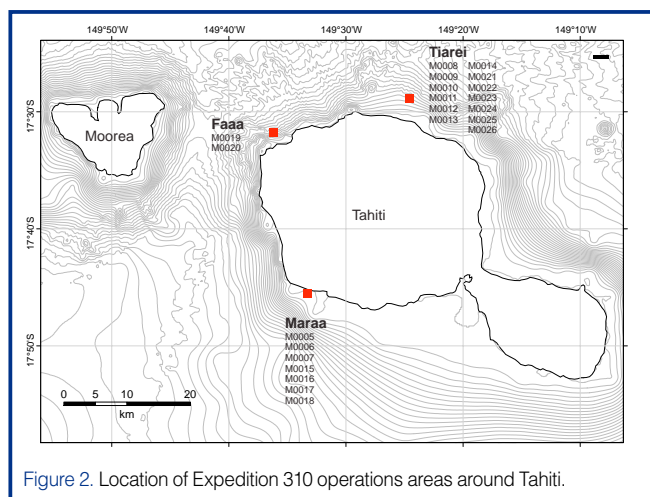 149°50'W
149°40'W
149°30'W
149°20'W
149°10'W
17°30'S
17°40'S
17°50'S
Tiarei
M0008 M0014
M0009 M0021
M0010 M0022
M0011 M0023
M0012 M0024
M0013 M0025
M0026
Faaa
M0019
M0020
Moorea
Tahiti
Maraa
M0005
M0006
M0007
M0015
M0016
M0017
M0018
0 5 10 20
km
Figure 2. Location of Expedition 310 operations areas around Tahiti.